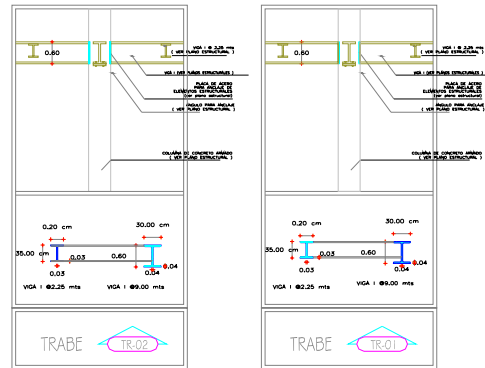 VIGA I @ 2.25 mts
( VER PLANO ESTRUCTURAL )
0.60
VIGA I (VER PLANOS ESTRUCTURALES )
PLACA DE ACERO
PARA ANCLAJE DE
ELEMENTOS ESTRUCTURALES
(ver plano estructural)
ANGULO PARA ANCLAJE
( VER PLANO ESTRUCTURAL )
COLUMNA DE CONCRETO ARMADO
( VER PLANO ESTRUCTURAL )
0.20 cm
30.00 cm
35.00 cm
0.03
0.60
0.04
0.03
0.04
VIGA I @2.25 mts
VIGA I @9.00 mts
TRABE
TR-02
VIGA I @ 2.25 mts
( VER PLANO ESTRUCTURAL )
0.60
VIGA I (VER PLANOS ESTRUCTURALES )
PLACA DE ACERO
PARA ANCLAJE DE
ELEMENTOS ESTRUCTURALES
(ver plano estructural)
ANGULO PARA ANCLAJE
( VER PLANO ESTRUCTURAL )
COLUMNA DE CONCRETO ARMADO
( VER PLANO ESTRUCTURAL )
0.20 cm
30.00 cm
35.00 cm
0.03
0.60
0.04
0.03
0.04
VIGA I @2.25 mts
VIGA I @9.00 mts
TRABE
TR-01